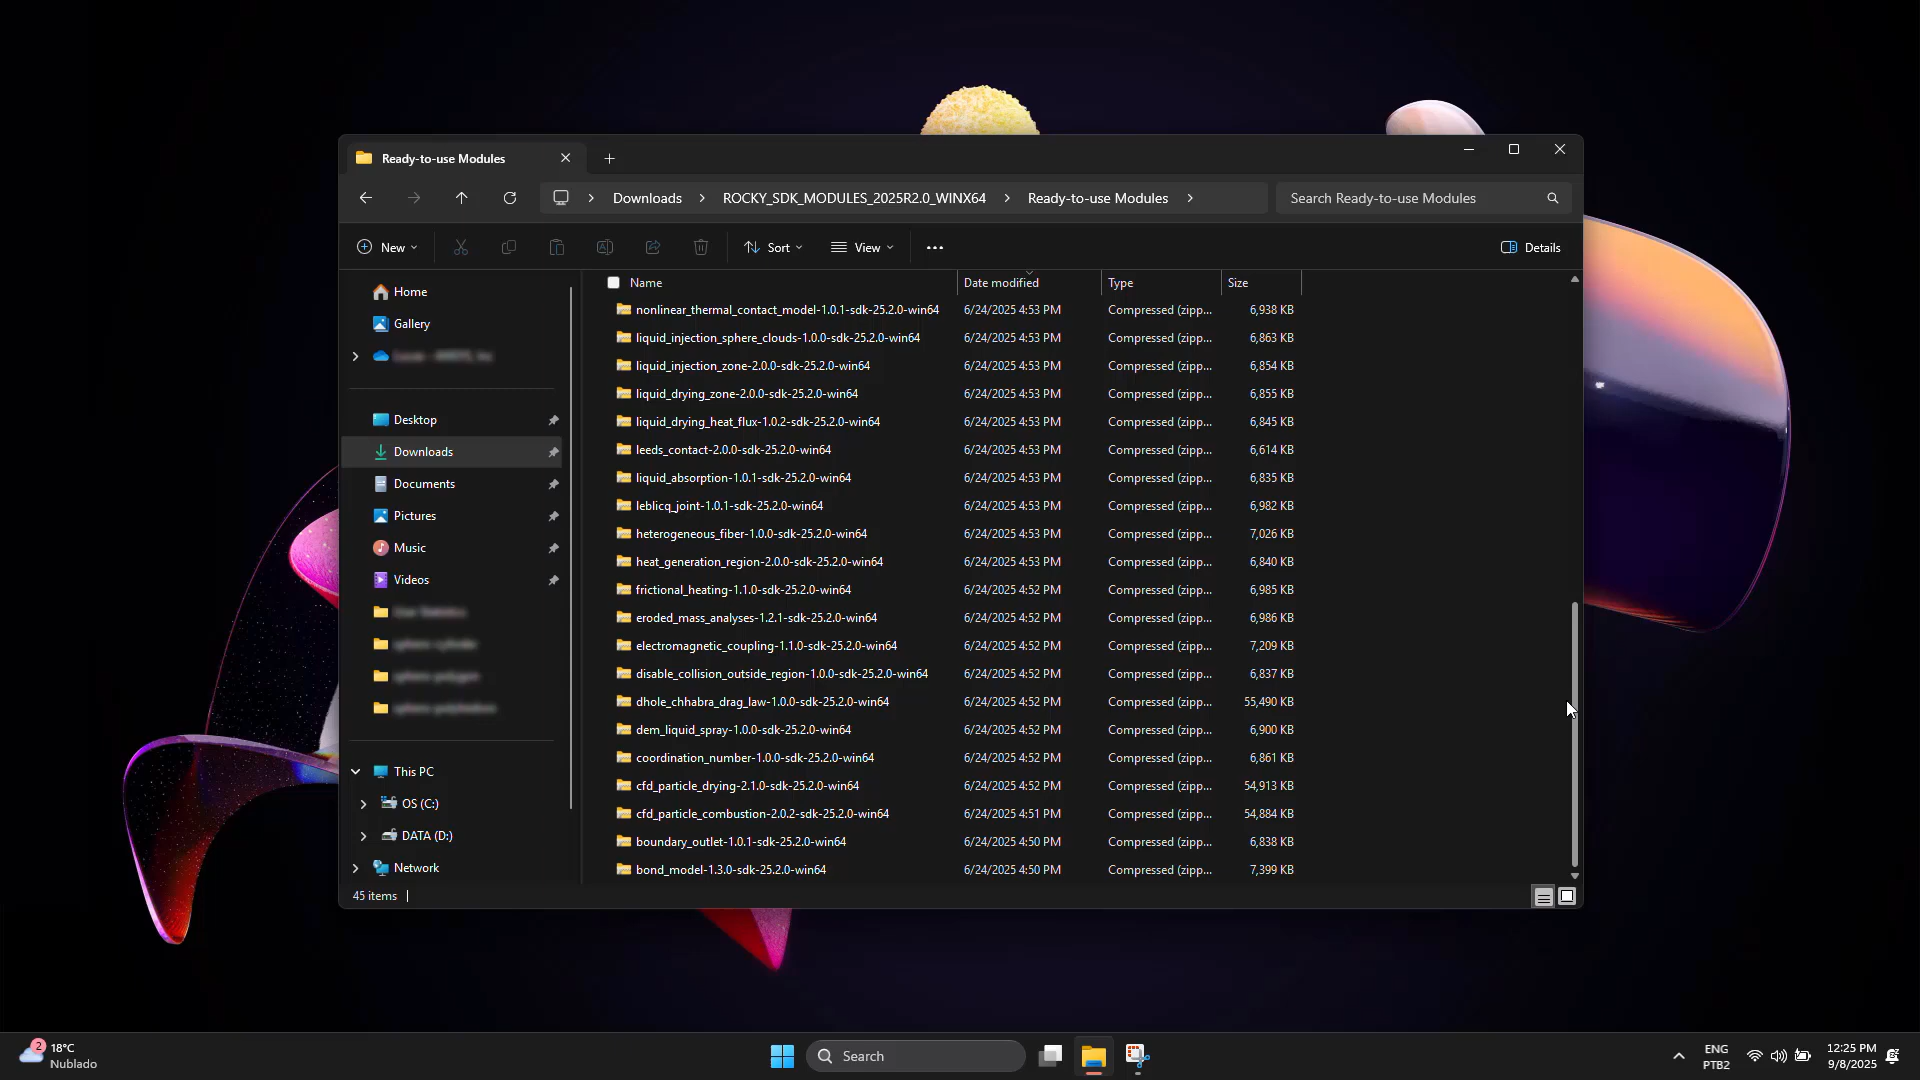 Ready-to-use Modules
Downloads > ROCKY_SDK_MODULES_2025R2.0_WINX64 > Ready-to-use Modules >
Search Ready-to-use Modules
New
Sort
View
Details
Home
Gallery
Desktop
Downloads
Documents
Pictures
Music
Videos
This PC
OS (C:)
DATA (D:)
Network
Name Date modified Type Size
nonlinear_thermal_contact_model-1.0.1-sdk-25.2.0-win64 6/24/2025 4:53 PM Compressed (zipp... 6,938 KB
liquid_injection_sphere_clouds-1.0.0-sdk-25.2.0-win64 6/24/2025 4:53 PM Compressed (zipp... 6,863 KB
liquid_injection_zone-2.0.0-sdk-25.2.0-win64 6/24/2025 4:53 PM Compressed (zipp... 6,854 KB
liquid_drying_zone-2.0.0-sdk-25.2.0-win64 6/24/2025 4:53 PM Compressed (zipp... 6,855 KB
liquid_drying_heat_flux-1.0.2-sdk-25.2.0-win64 6/24/2025 4:53 PM Compressed (zipp... 6,845 KB
leeds_contact-2.0.0-sdk-25.2.0-win64 6/24/2025 4:53 PM Compressed (zipp... 6,614 KB
liquid_absorption-1.0.1-sdk-25.2.0-win64 6/24/2025 4:53 PM Compressed (zipp... 6,835 KB
leblicq_joint-1.0.1-sdk-25.2.0-win64 6/24/2025 4:53 PM Compressed (zipp... 6,982 KB
heterogeneous_fiber-1.0.0-sdk-25.2.0-win64 6/24/2025 4:53 PM Compressed (zipp... 7,026 KB
heat_generation_region-2.0.0-sdk-25.2.0-win64 6/24/2025 4:53 PM Compressed (zipp... 6,840 KB
frictional_heating-1.1.0-sdk-25.2.0-win64 6/24/2025 4:52 PM Compressed (zipp... 6,985 KB
eroded_mass_analyses-1.2.1-sdk-25.2.0-win64 6/24/2025 4:52 PM Compressed (zipp... 6,986 KB
electromagnetic_coupling-1.1.0-sdk-25.2.0-win64 6/24/2025 4:52 PM Compressed (zipp... 7,209 KB
disable_collision_outside_region-1.0.0-sdk-25.2.0-win64 6/24/2025 4:52 PM Compressed (zipp... 6,837 KB
dhole_chhabra_drag_law-1.0.0-sdk-25.2.0-win64 6/24/2025 4:52 PM Compressed (zipp... 55,490 KB
dem_liquid_spray-1.0.0-sdk-25.2.0-win64 6/24/2025 4:52 PM Compressed (zipp... 6,900 KB
coordination_number-1.0.0-sdk-25.2.0-win64 6/24/2025 4:52 PM Compressed (zipp... 6,861 KB
cfd_particle_drying-2.1.0-sdk-25.2.0-win64 6/24/2025 4:52 PM Compressed (zipp... 54,913 KB
cfd_particle_combustion-2.0.2-sdk-25.2.0-win64 6/24/2025 4:51 PM Compressed (zipp... 54,884 KB
boundary_outlet-1.0.1-sdk-25.2.0-win64 6/24/2025 4:50 PM Compressed (zipp... 6,838 KB
bond_model-1.3.0-sdk-25.2.0-win64 6/24/2025 4:50 PM Compressed (zipp... 7,399 KB
45 items
2
18°C
Nublado
Search
ENG
PTB2
12:25 PM
9/8/2025